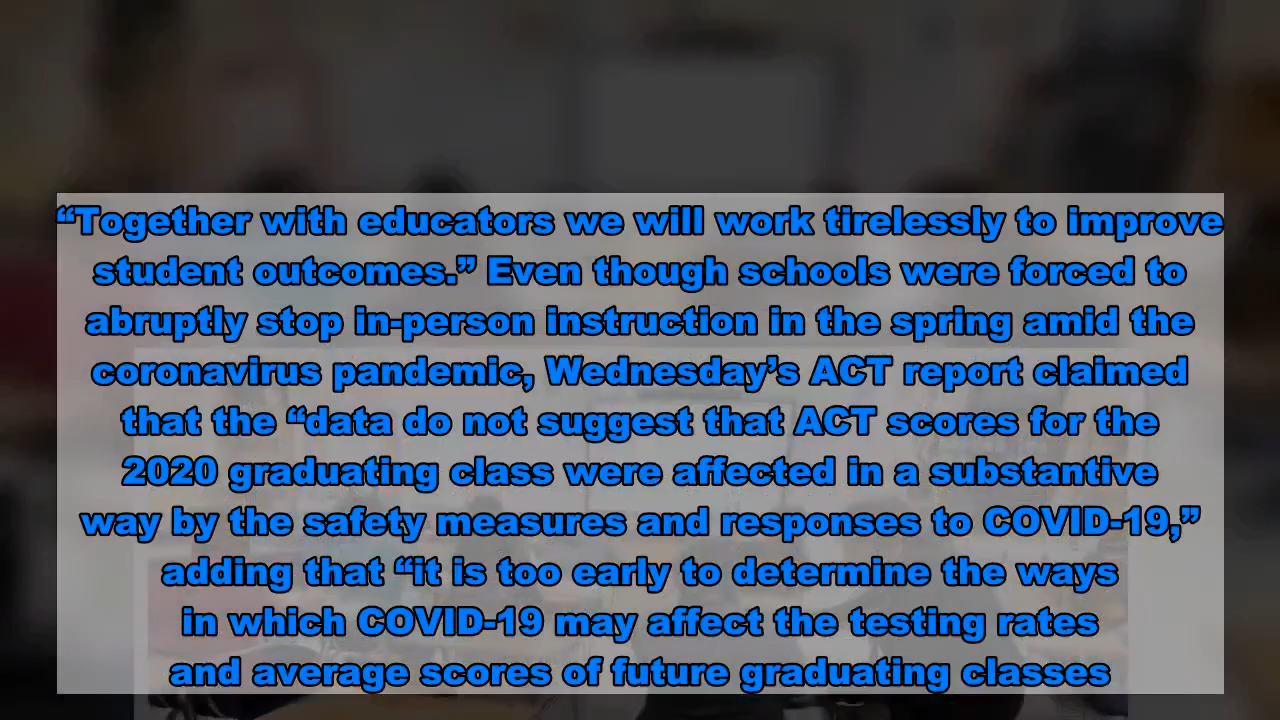 “Together with educators we will work tirelessly to improve
student outcomes.” Even though schools were forced to
abruptly stop in-person instruction in the spring amid the
coronavirus pandemic, Wednesday’s ACT report claimed
that the “data do not suggest that ACT scores for the
2020 graduating class were affected in a substantive
way by the safety measures and responses to COVID-19,”
adding that “it is too early to determine the ways
in which COVID-19 may affect the testing rates
and average scores of future graduating classes